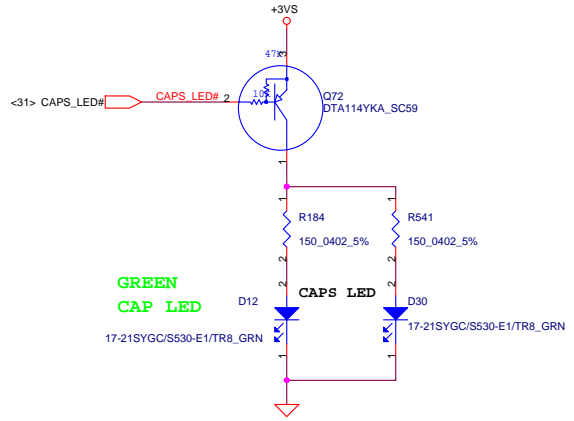 +3VS
47K
3
10K
<31> CAPS_LED#
CAPS_LED#
2
Q72
DTA114YKA_SC59
1
1
1
R184
R541
150_0402_5%
150_0402_5%
2
2
GREEN
CAP LED
2
2
CAPS LED
D12
D30
17-21SYGC/S530-E1/TR8_GRN
17-21SYGC/S530-E1/TR8_GRN
1
1